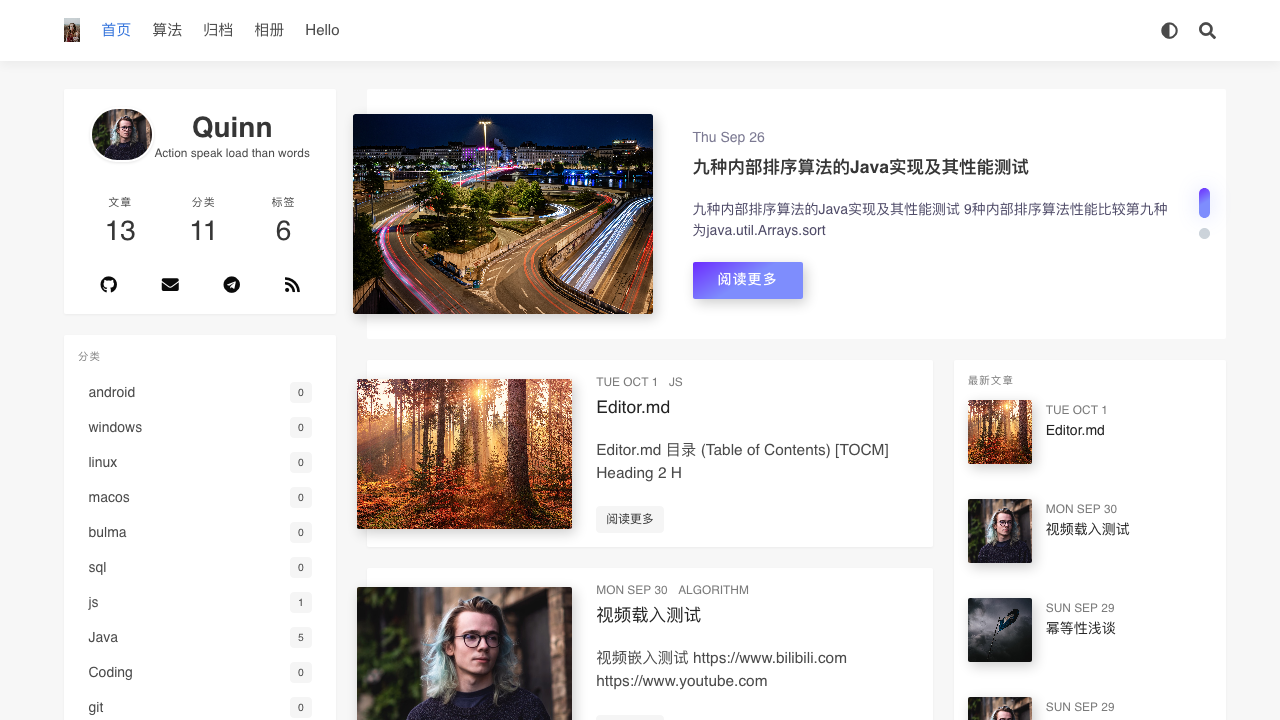 首页 算法 归档 相册 Hello
Quinn
Action speak load than words
文章 分类 标签
13 11 6
分类
android 0
windows 0
linux 0
macos 0
bulma 0
sql 0
js 1
Java 5
Coding 0
git 0
Thu Sep 26
九种内部排序算法的Java实现及其性能测试
九种内部排序算法的Java实现及其性能测试 9种内部排序算法性能比较第九种
为java.util.Arrays.sort
阅读更多
TUE OCT 1 JS
Editor.md
Editor.md 目录 (Table of Contents) [TOCM]
Heading 2 H
阅读更多
MON SEP 30 ALGORITHM
视频载入测试
视频嵌入测试 https://www.bilibili.com
https://www.youtube.com
最新文章
TUE OCT 1
Editor.md
MON SEP 30
视频载入测试
SUN SEP 29
幂等性浅谈
SUN SEP 29